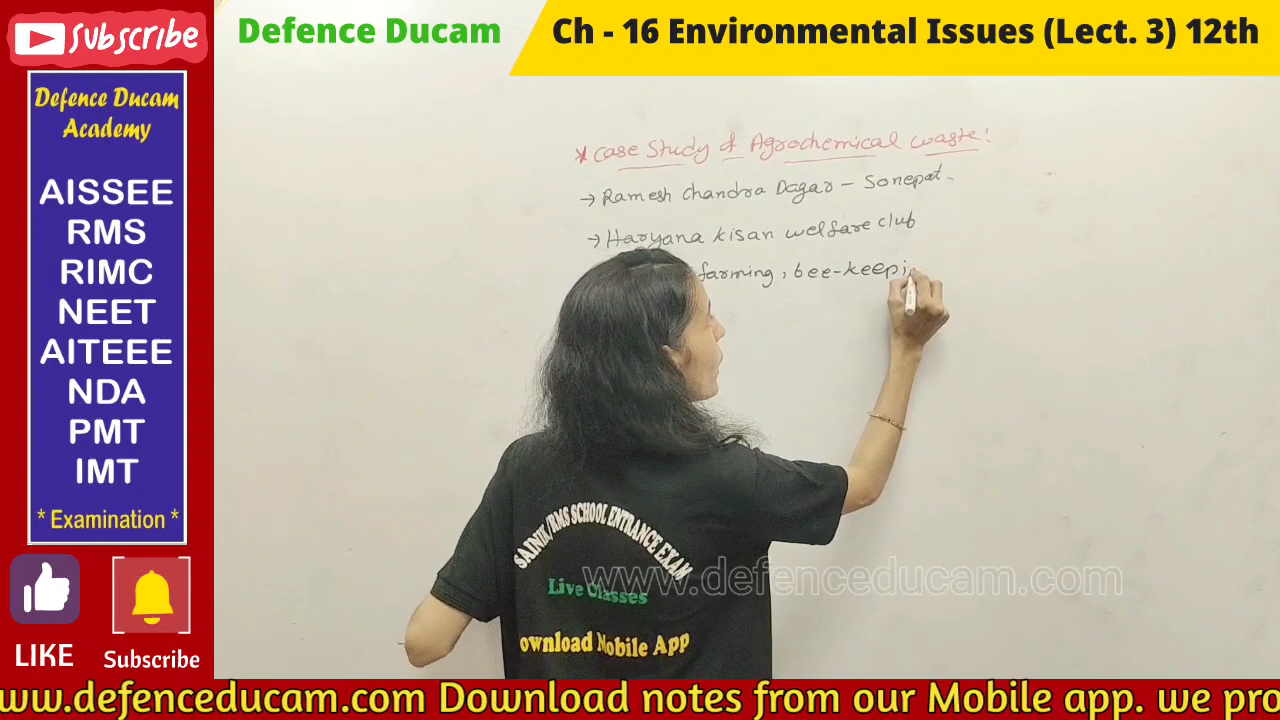 Subscribe
Defence Ducam
Ch - 16 Environmental Issues (Lect. 3) 12th
Defence Ducam
Academy
AISSEE
RMS
RIMC
NEET
AITEEE
NDA
PMT
IMT
* Examination *
LIKE
Subscribe
* Case Study of Agrochemical waste:
→ Ramesh Chandra Dagar - Sonepat.
→ Haryana kisan welfare club
farming, bee-keepi
SAINIK/RMS SCHOOL ENTRANCE EXAM
Live Classes
ownload Mobile App
www.defenceducam.com
ww.defenceducam.com Download notes from our Mobile app. we pro